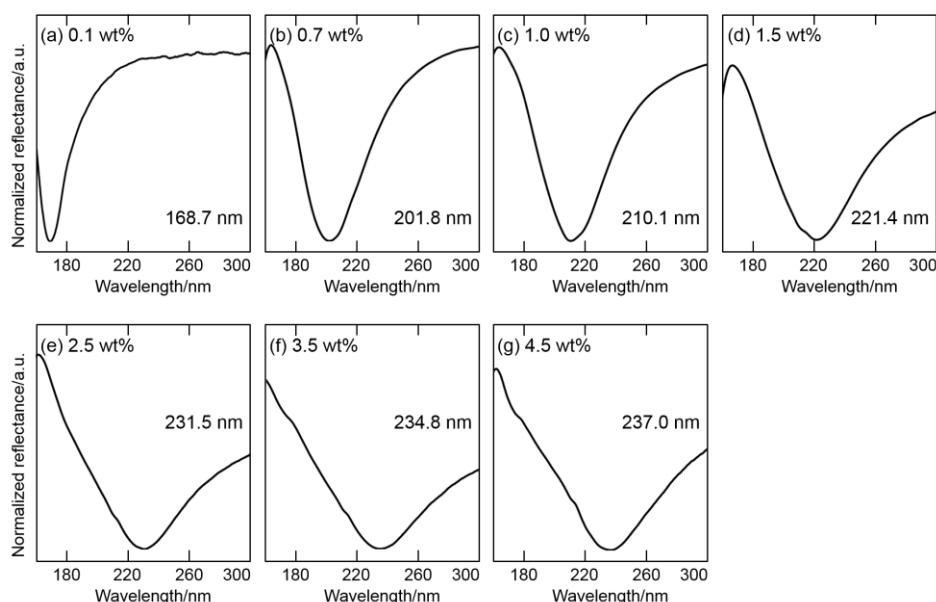 (a) 0.1 wt%
(b) 0.7 wt%
(c) 1.0 wt%
(d) 1.5 wt%
Normalized reflectance/a.u.
168.7 nm
201.8 nm
210.1 nm
221.4 nm
180 220 260 300
180 220 260 300
180 220 260 300
180 220 260 300
Wavelength/nm
Wavelength/nm
Wavelength/nm
Wavelength/nm
(e) 2.5 wt%
(f) 3.5 wt%
(g) 4.5 wt%
Normalized reflectance/a.u.
231.5 nm
234.8 nm
237.0 nm
180 220 260 300
180 220 260 300
180 220 260 300
Wavelength/nm
Wavelength/nm
Wavelength/nm